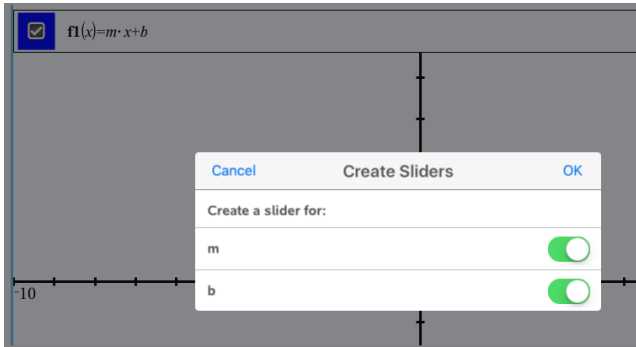 f1(x)=m·x+b
Cancel Create Sliders OK
Create a slider for:
m
b
-10